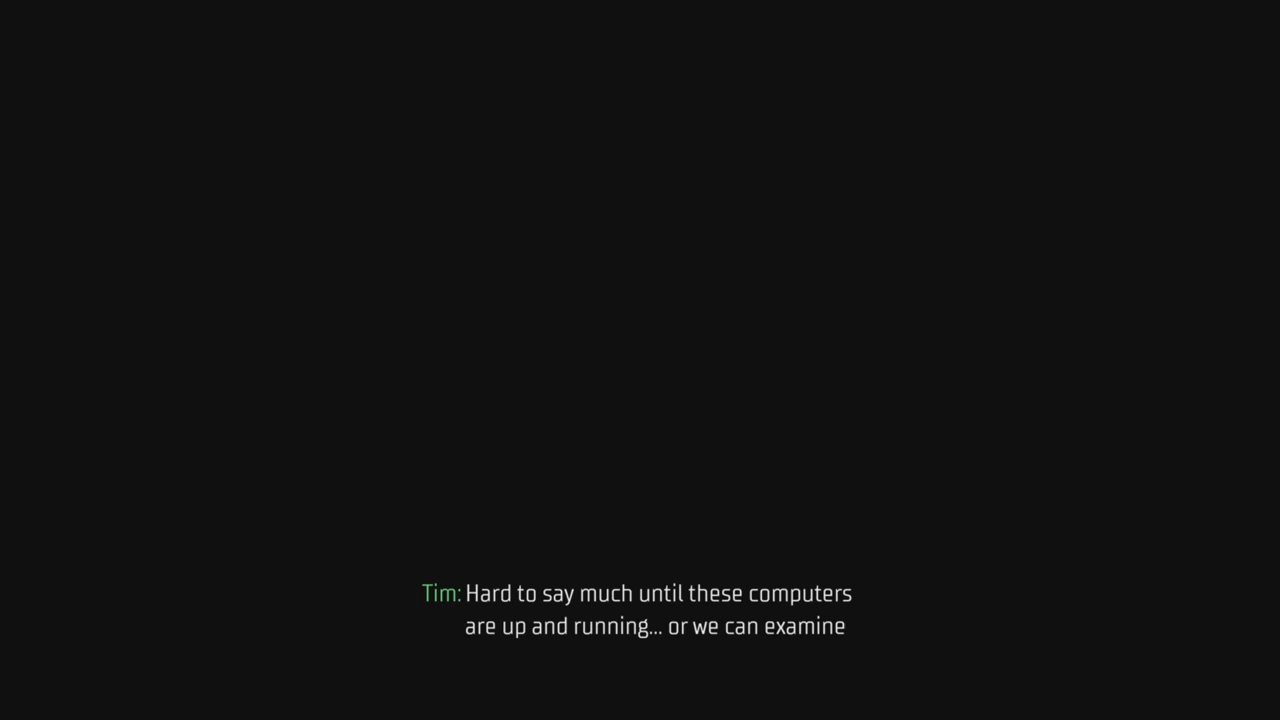 Tim: Hard to say much until these computers
are up and running... or we can examine